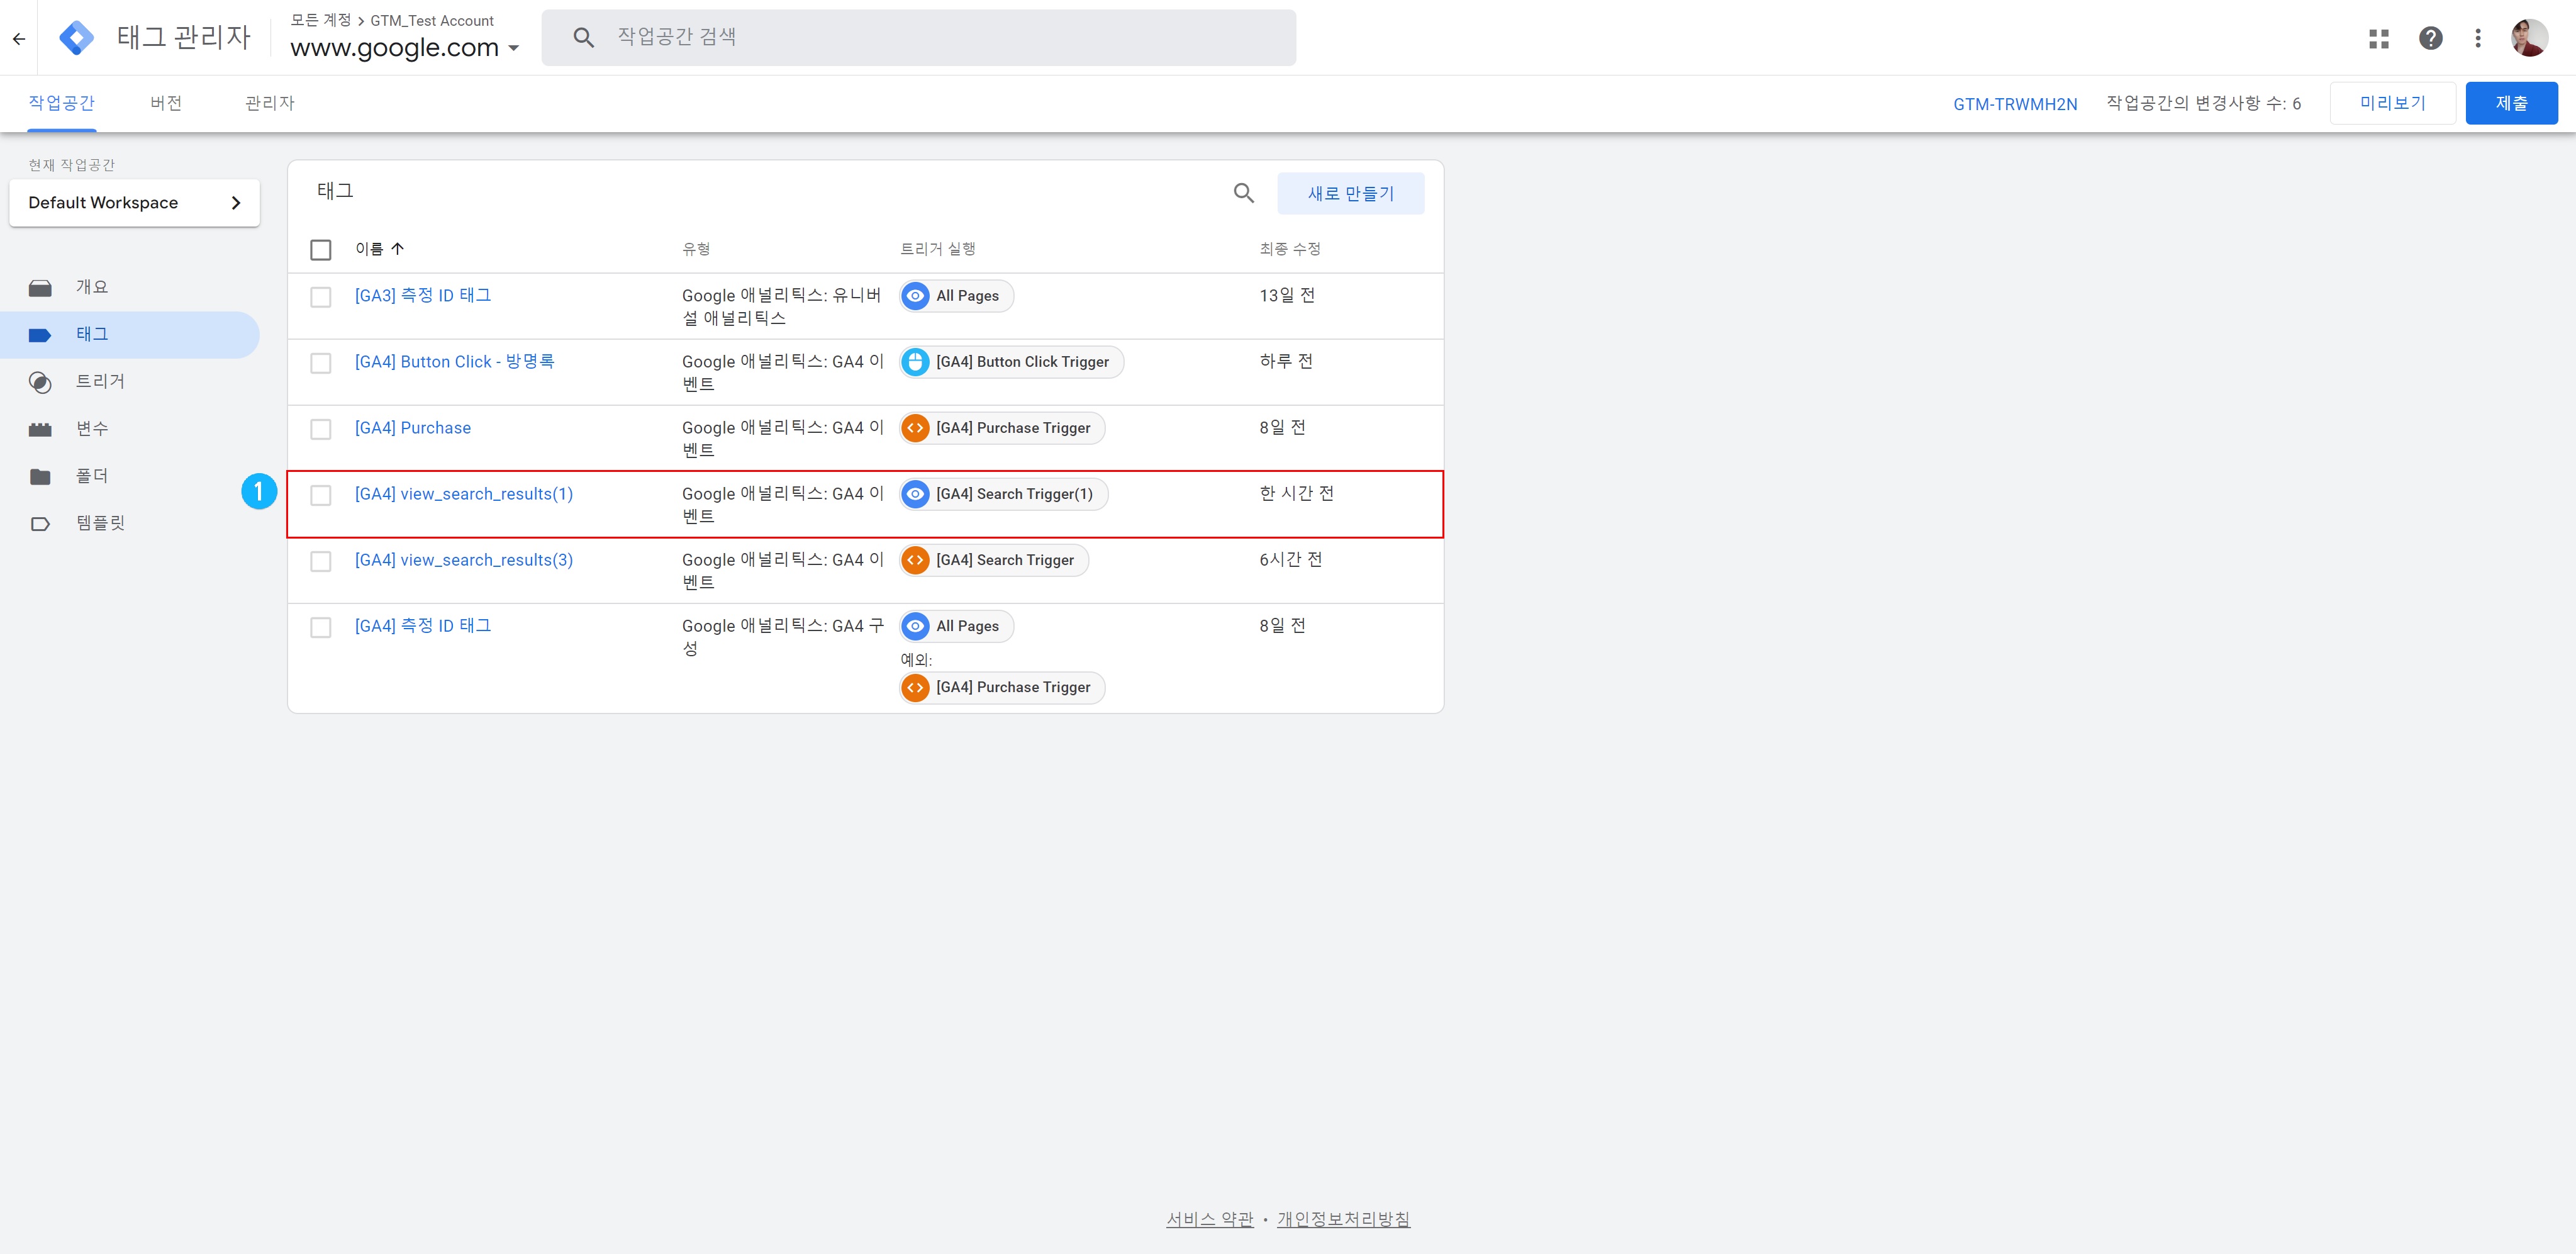 태그 관리자
모든 계정 > GTM_Test Account
www.google.com
작업공간 검색
작업공간
버전
관리자
GTM-TRWMH2N
작업공간의 변경사항 수: 6
미리보기
제출
현재 작업공간
Default Workspace
개요
태그
트리거
변수
폴더
템플릿
태그
새로 만들기
이름
유형
트리거 실행
최종 수정
[GA3] 측정 ID 태그
Google 애널리틱스: 유니버
설 애널리틱스
All Pages
13일 전
[GA4] Button Click - 방명록
Google 애널리틱스: GA4 이
벤트
[GA4] Button Click Trigger
하루 전
[GA4] Purchase
Google 애널리틱스: GA4 이
벤트
[GA4] Purchase Trigger
8일 전
1
[GA4] view_search_results(1)
Google 애널리틱스: GA4 이
벤트
[GA4] Search Trigger(1)
한 시간 전
[GA4] view_search_results(3)
Google 애널리틱스: GA4 이
벤트
[GA4] Search Trigger
6시간 전
[GA4] 측정 ID 태그
Google 애널리틱스: GA4 구
성
All Pages
예외:
[GA4] Purchase Trigger
8일 전
서비스 약관 • 개인정보처리방침